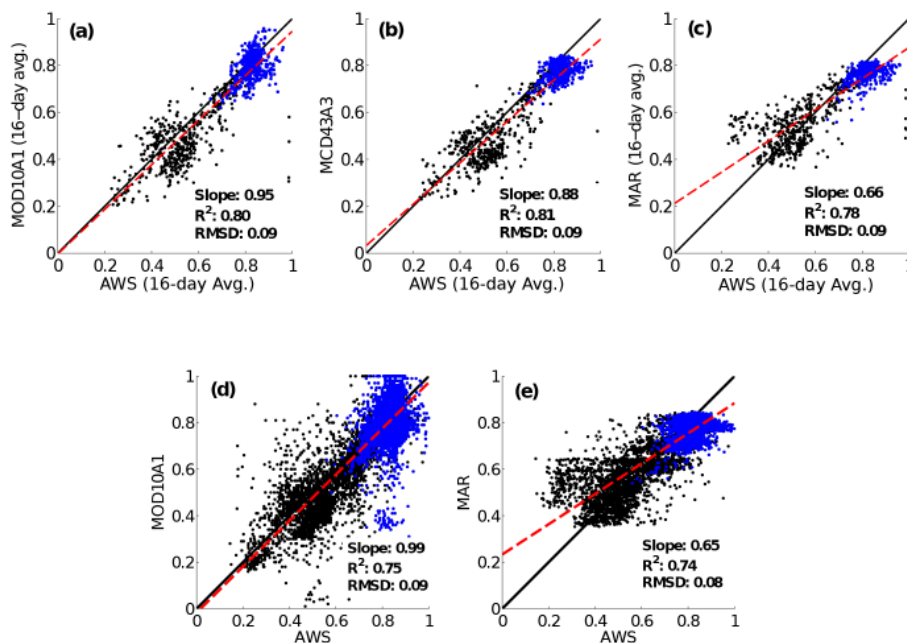 (a)
MOD10A1 (16-day avg.)
1
0.8
0.6
0.4
0.2
0
Slope: 0.95
R²: 0.80
RMSD: 0.09
0 0.2 0.4 0.6 0.8 1
AWS (16-day Avg.)
(b)
MCD43A3
1
0.8
0.6
0.4
0.2
0
Slope: 0.88
R²: 0.81
RMSD: 0.09
0 0.2 0.4 0.6 0.8 1
AWS (16-day Avg.)
(c)
MAR (16-day avg.)
1
0.8
0.6
0.4
0.2
0
Slope: 0.66
R²: 0.78
RMSD: 0.09
0 0.2 0.4 0.6 0.8 1
AWS (16-day Avg.)
(d)
MOD10A1
1
0.8
0.6
0.4
0.2
0
Slope: 0.99
R²: 0.75
RMSD: 0.09
0 0.2 0.4 0.6 0.8 1
AWS
(e)
MAR
1
0.8
0.6
0.4
0.2
0
Slope: 0.65
R²: 0.74
RMSD: 0.08
0 0.2 0.4 0.6 0.8 1
AWS